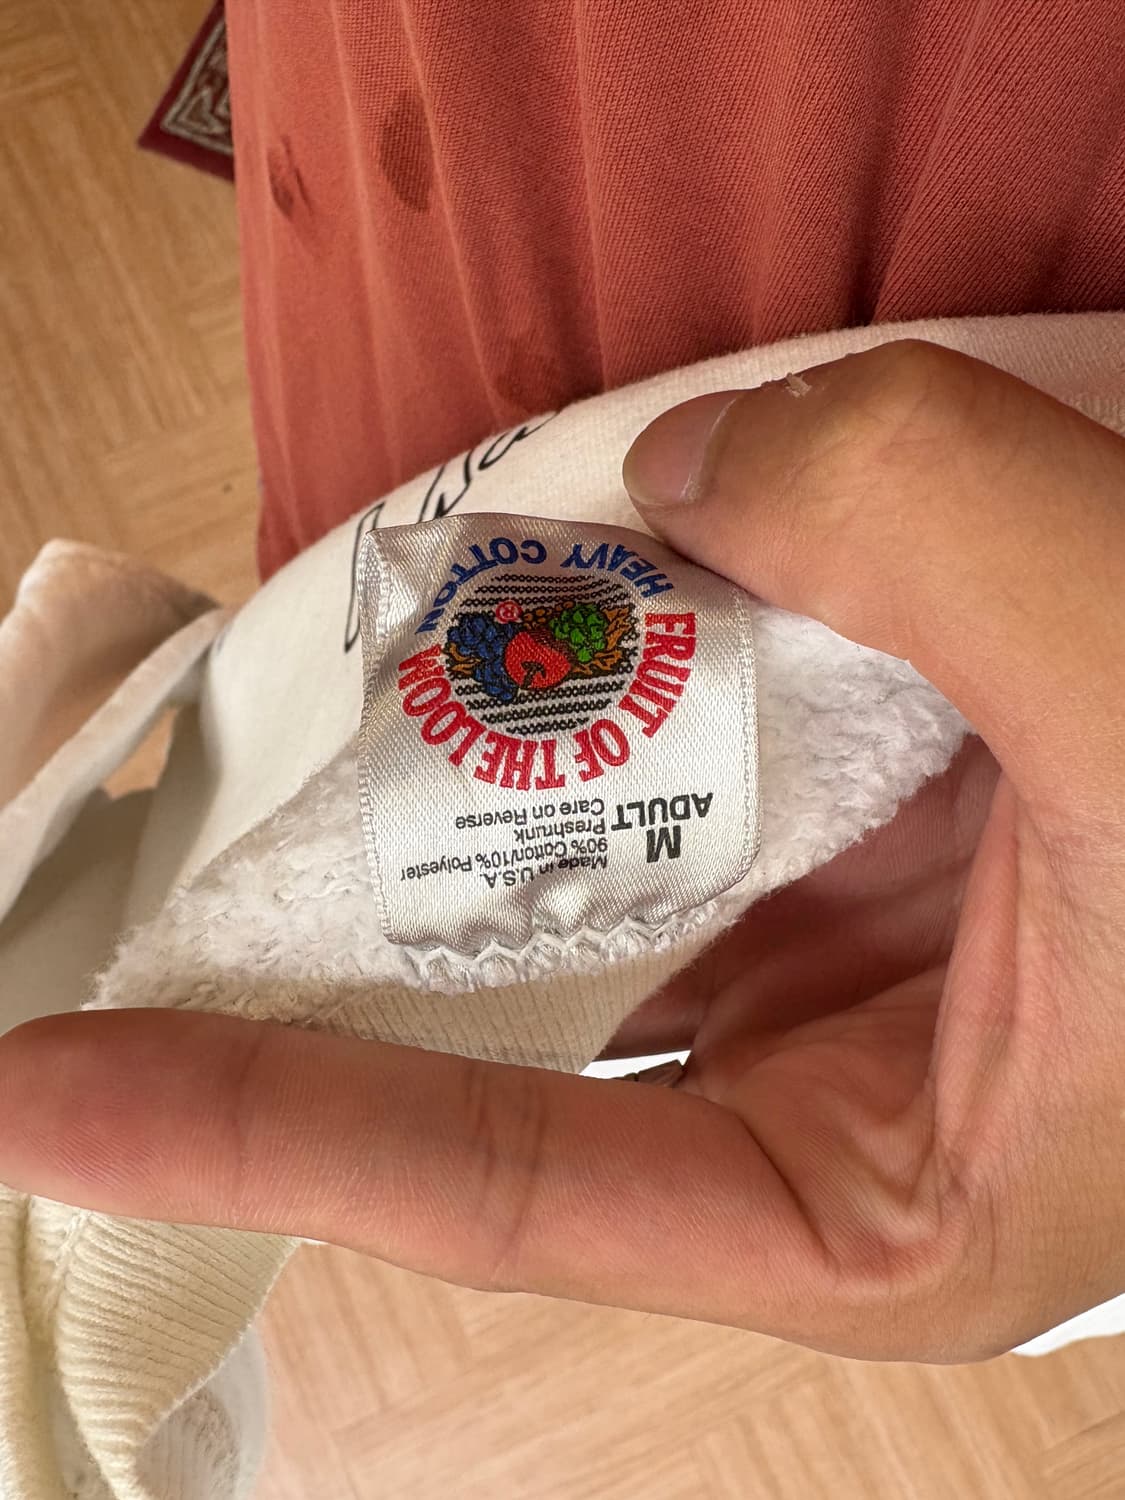 HEAVY COTTON
®
FRUIT OF THE LOOM
M
ADULT
Made in U.S.A.
90% Cotton/10% Polyester
Preshrunk
Care on Reverse